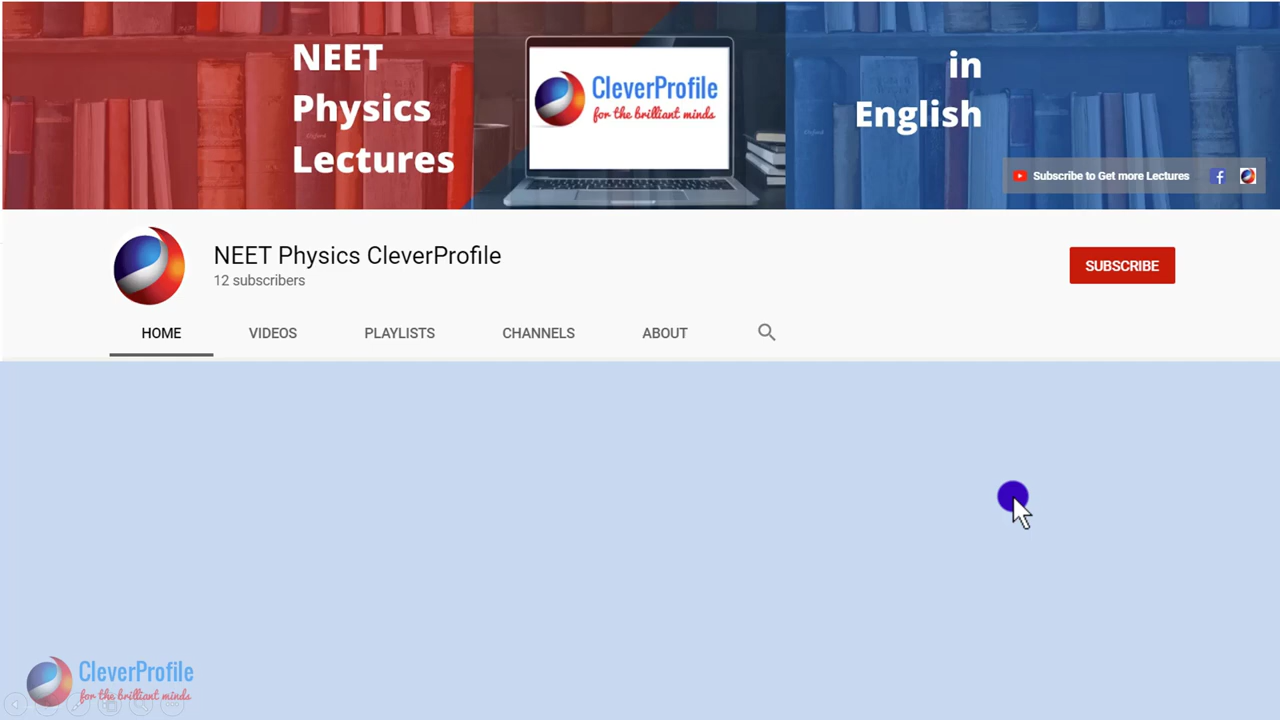 NEET
Physics
Lectures
CleverProfile
for the brilliant minds
in
English
Subscribe to Get more Lectures
NEET Physics CleverProfile
12 subscribers
SUBSCRIBE
HOME VIDEOS PLAYLISTS CHANNELS ABOUT
CleverProfile
for the brilliant minds